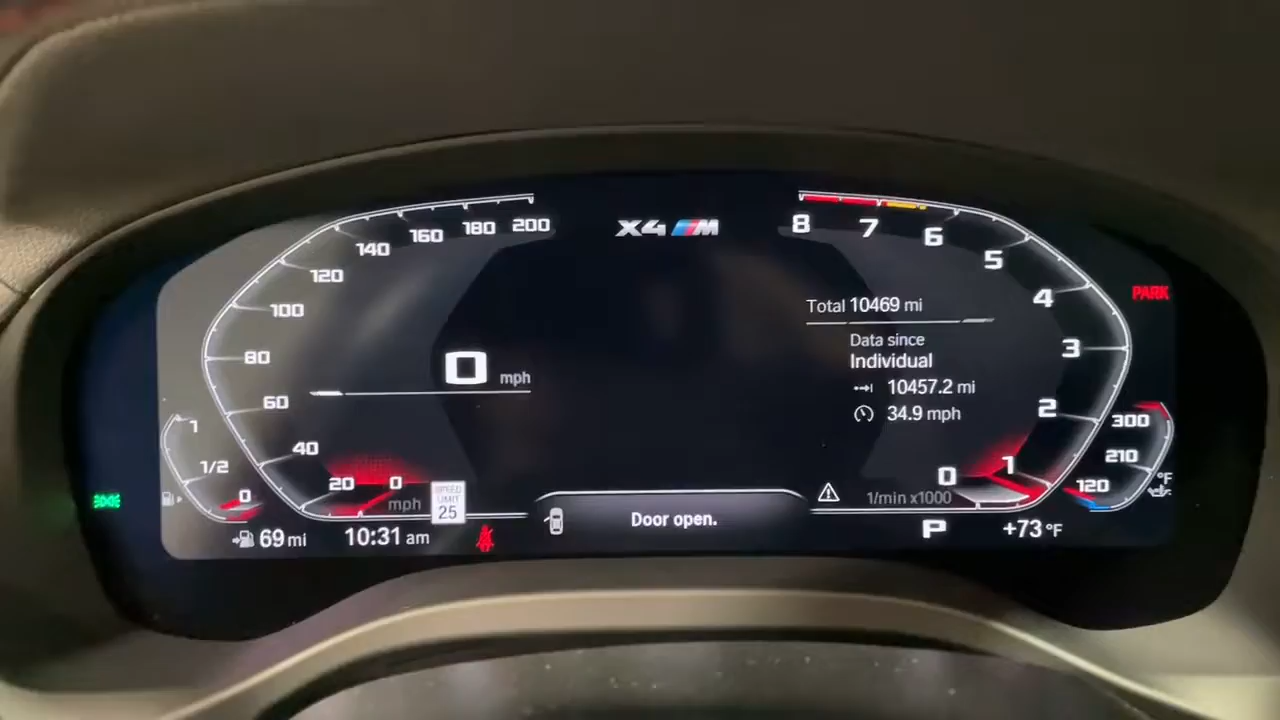 X4 M
200
180
160
140
120
100
80
60
40
20
0
mph
0 mph
1
1/2
0
69 mi
10:31 am
SPEED
LIMIT
25
Door open.
Total 10469 mi
Data since
Individual
10457.2 mi
34.9 mph
8
7
6
5
4
3
2
1
0
1/min x1000
P
+73 °F
PARK
300
210
120
°F